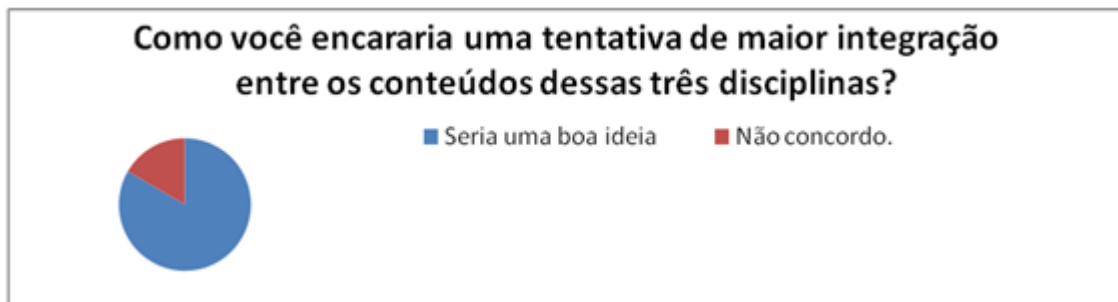 Como você encararia uma tentativa de maior integração
entre os conteúdos dessas três disciplinas?
Seria uma boa ideia Não concordo.